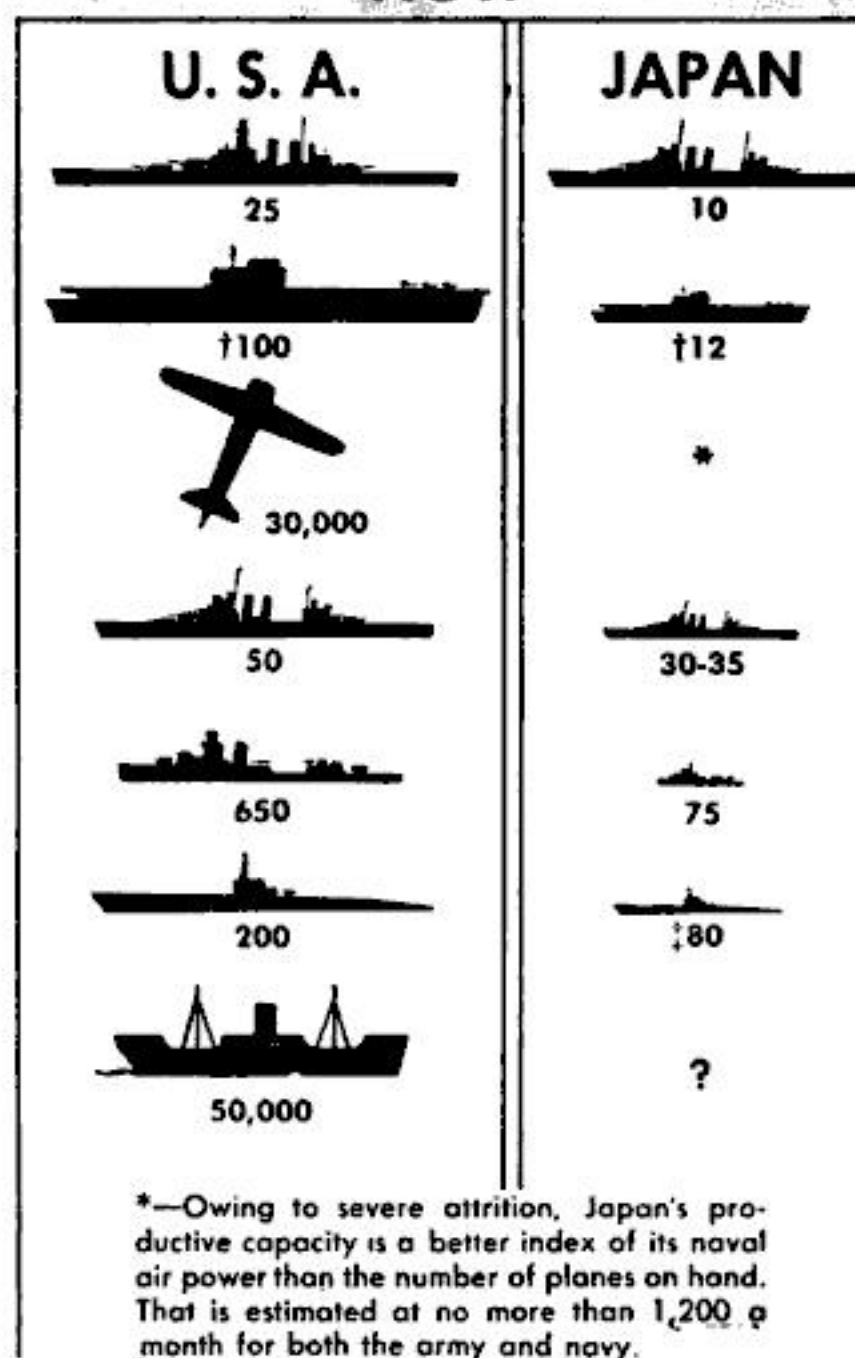 U. S. A.
JAPAN
25
10
†100
†12
30,000
*
50
30-35
650
75
200
‡80
50,000
?
*—Owing to severe attrition, Japan's pro-
ductive capacity is a better index of its naval
air power than the number of planes on hand.
That is estimated at no more than 1,200 a
month for both the army and navy.